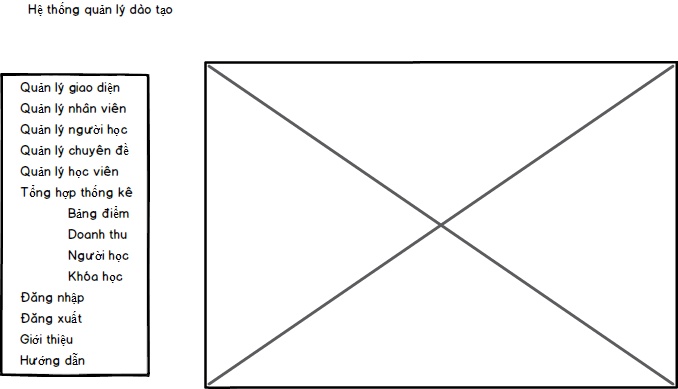 Hệ thống quản lý dào tạo
Quản lý giao diện
Quản lý nhân viên
Quản lý người học
Quản lý chuyên đề
Quản lý học viên
Tổng hợp thống kê
Bảng điểm
Doanh thu
Người học
Khóa học
Đăng nhập
Đăng xuất
Giới thiệu
Hướng dẫn